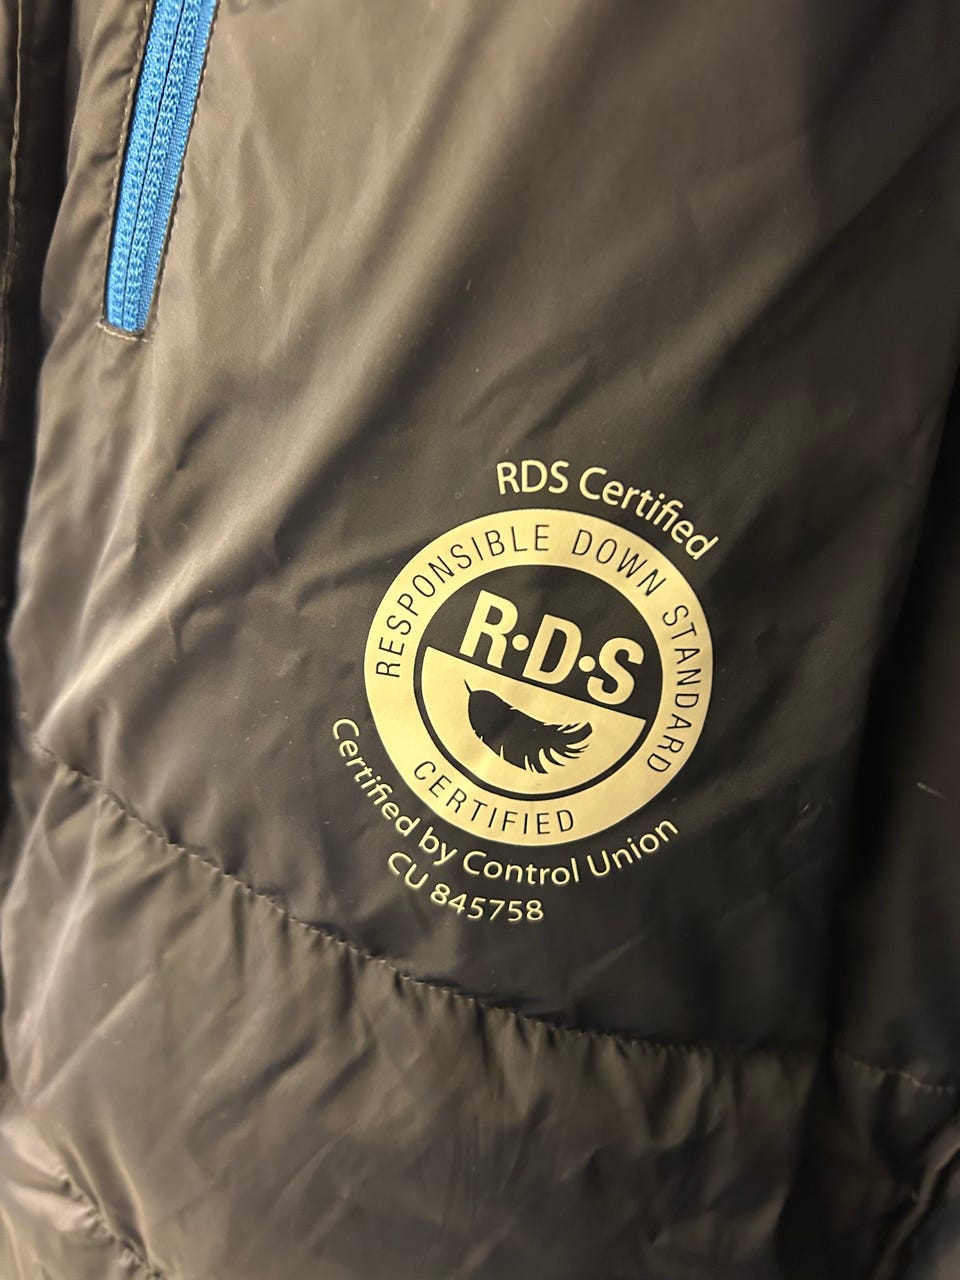 RDS Certified
RESPONSIBLE DOWN STANDARD
R·D·S
CERTIFIED
Certified by Control Union
CU 845758